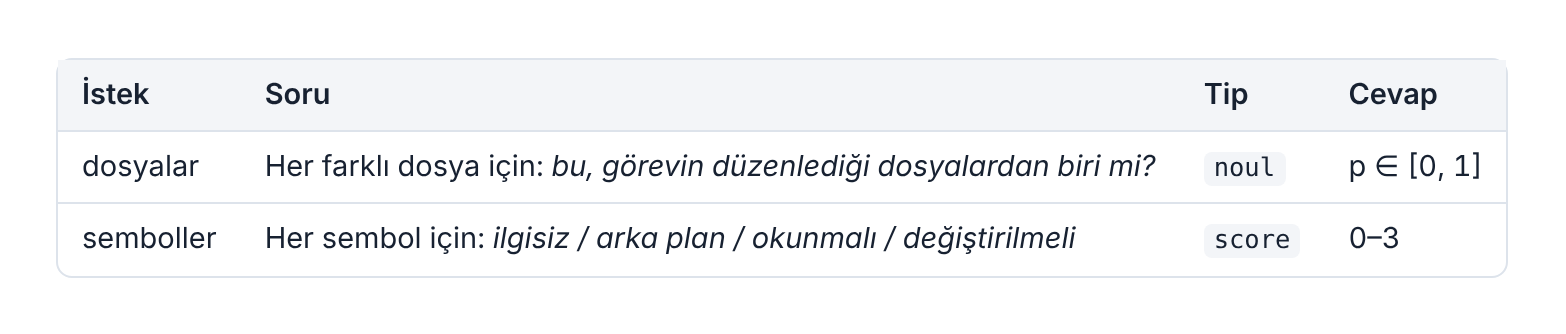 İstek Soru Tip Cevap
dosyalar Her farklı dosya için: bu, görevin düzenlediği dosyalardan biri mi? noul p ∈ [0, 1]
semboller Her sembol için: ilgisiz / arka plan / okunmalı / değiştirilmeli score 0–3